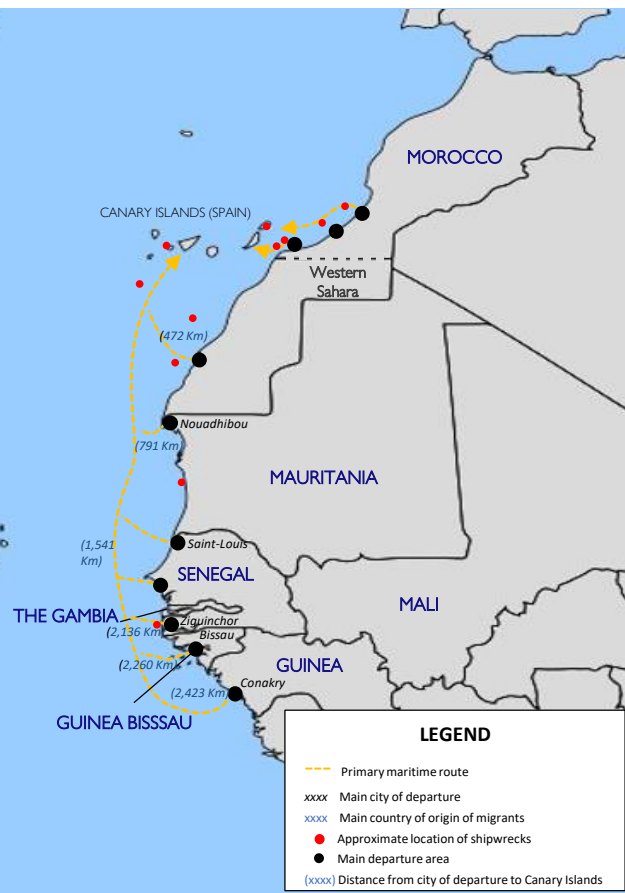 MOROCCO
CANARY ISLANDS (SPAIN)
Western
Sahara
(472 Km)
Nouadhibou
(791 Km)
MAURITANIA
(1,541
Km)
Saint-Louis
SENEGAL
MALI
THE GAMBIA
Ziguinchor
(2,136 Km)
Bissau
(2,260 Km)
GUINEA
(2,423 Km)
Conakry
GUINEA BISSSAU
LEGEND
Primary maritime route
xxxx Main city of departure
xxxx Main country of origin of migrants
Approximate location of shipwrecks
Main departure area
(xxxx) Distance from city of departure to Canary Islands